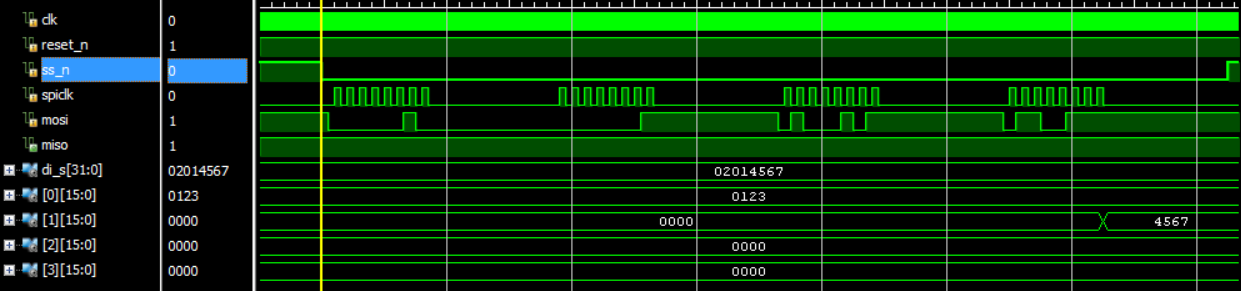 clk 0
reset_n 1
ss_n 0
spiclk 0
mosi 1
miso 1
di_s[31:0] 02014567 02014567
[0][15:0] 0123 0123
[1][15:0] 0000 0000 4567
[2][15:0] 0000 0000
[3][15:0] 0000 0000